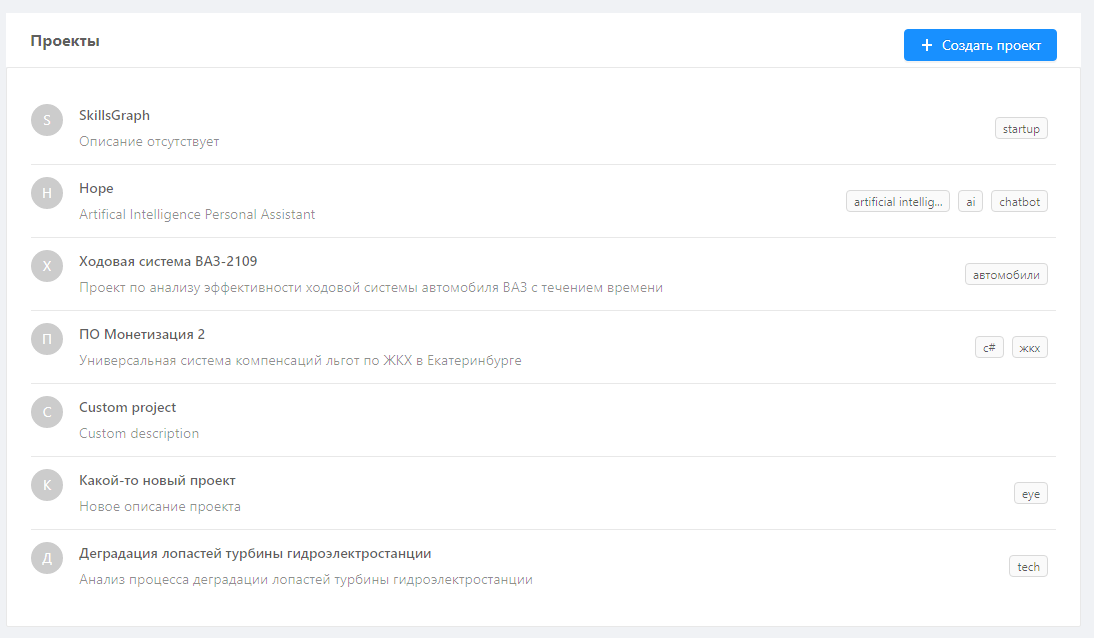 Проекты
+ Создать проект
S
SkillsGraph
Описание отсутствует
startup
H
Hope
Artifical Intelligence Personal Assistant
artificial intellig... ai chatbot
Х
Ходовая система ВАЗ-2109
Проект по анализу эффективности ходовой системы автомобиля ВАЗ с течением времени
автомобили
П
ПО Монетизация 2
Универсальная система компенсаций льгот по ЖКХ в Екатеринбурге
c# жкх
C
Custom project
Custom description
К
Какой-то новый проект
Новое описание проекта
eye
Д
Деградация лопастей турбины гидроэлектростанции
Анализ процесса деградации лопастей турбины гидроэлектростанции
tech